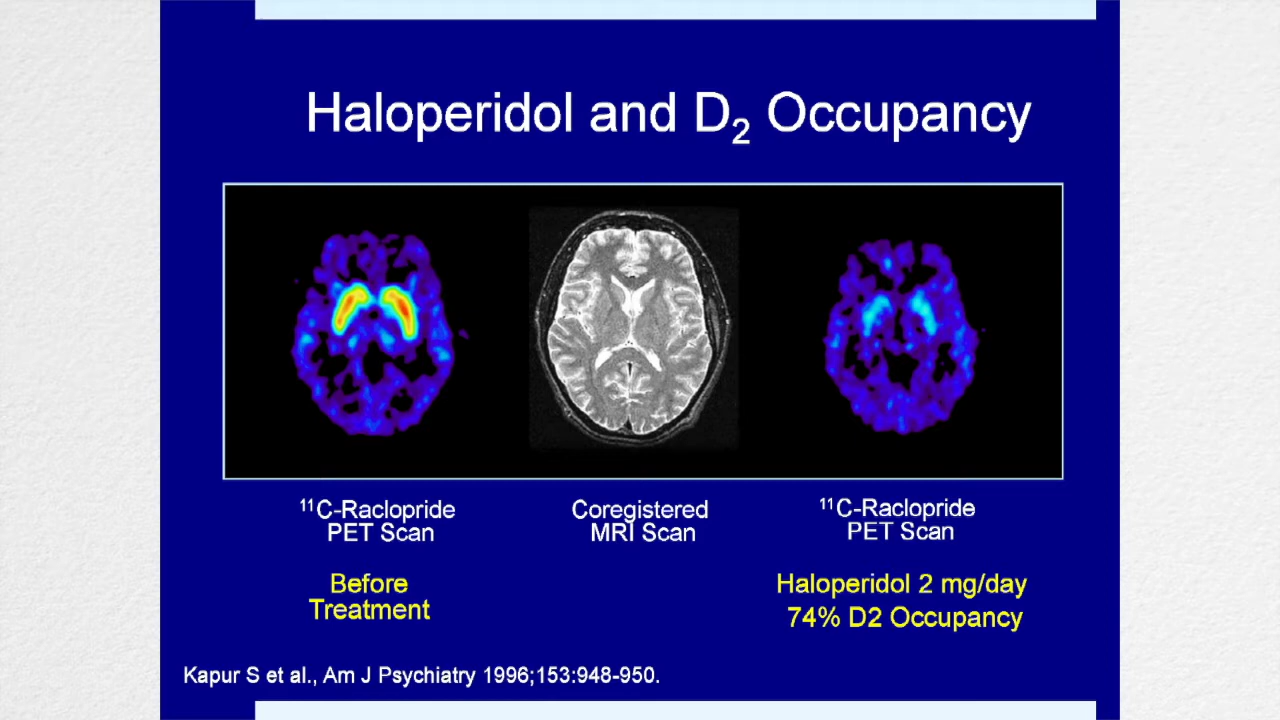 Haloperidol and D₂ Occupancy
¹¹C-Raclopride
PET Scan
Before
Treatment
Coregistered
MRI Scan
¹¹C-Raclopride
PET Scan
Haloperidol 2 mg/day
74% D2 Occupancy
Kapur S et al., Am J Psychiatry 1996;153:948-950.